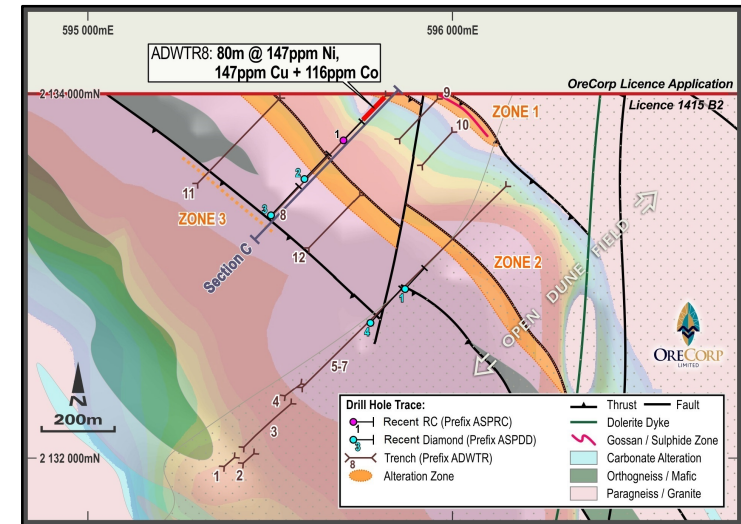 595 000mE
596 000mE
ADWTR8: 80m @ 147ppm Ni,
147ppm Cu + 116ppm Co
OreCorp Licence Application
2 134 000mN
Licence 1415 B2
9
ZONE 1
10
1
2
11
3
8
ZONE 3
12
Section C
ZONE 2
1
4
OPEN DUNE FIELD
ORECORP
LIMITED
5-7
4
3
N
200m
2 132 000mN
1
2
Drill Hole Trace:
1
Recent RC (Prefix ASPRC)
3
Recent Diamond (Prefix ASPDD)
8
Trench (Prefix ADWTR)
Alteration Zone
Thrust
Fault
Dolerite Dyke
Gossan / Sulphide Zone
Carbonate Alteration
Orthogneiss / Mafic
Paragneiss / Granite